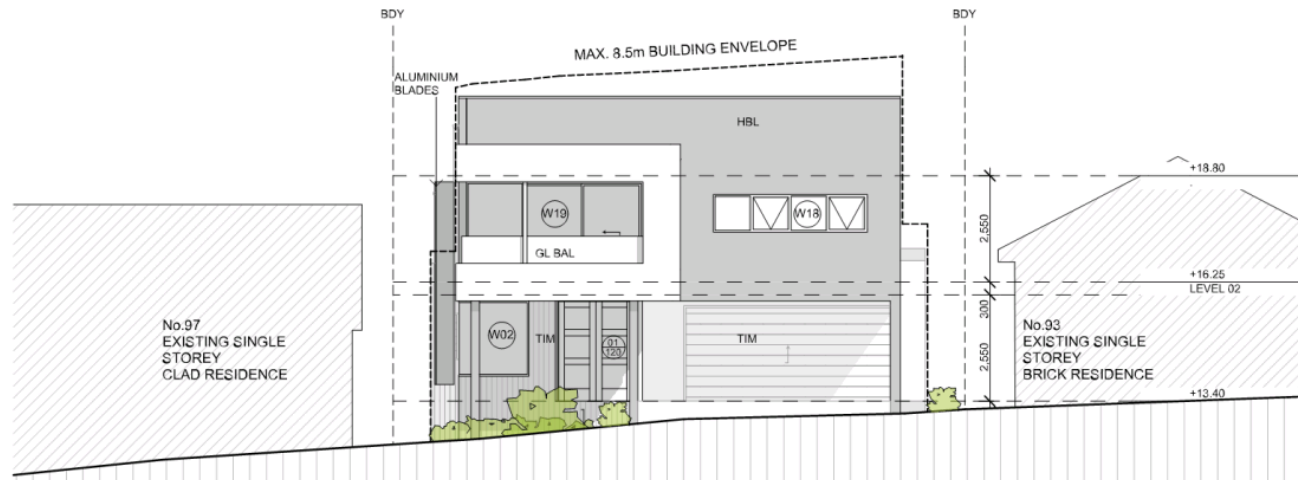 BDY
BDY
MAX. 8.5m BUILDING ENVELOPE
ALUMINIUM
BLADES
HBL
+18.80
W19
W18
2,550
GL BAL
+16.25
LEVEL 02
300
No.97
EXISTING SINGLE
STOREY
CLAD RESIDENCE
W02
TIM
01
120
TIM
2,550
No.93
EXISTING SINGLE
STOREY
BRICK RESIDENCE
+13.40